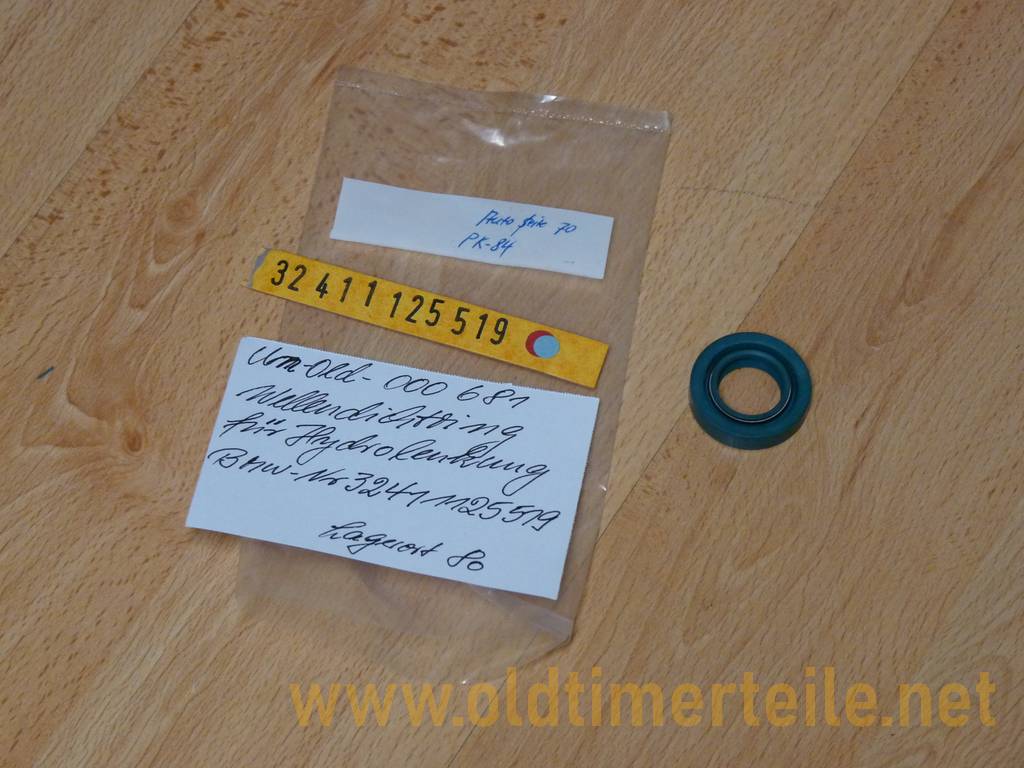 Auto
70
PK-84
32 411 125 519
Um-Old-000 681
Wellendichtring
für Hydrolenkung
BMW-Nr 32411125519
Lagerort 80
www.oldtimerteile.net